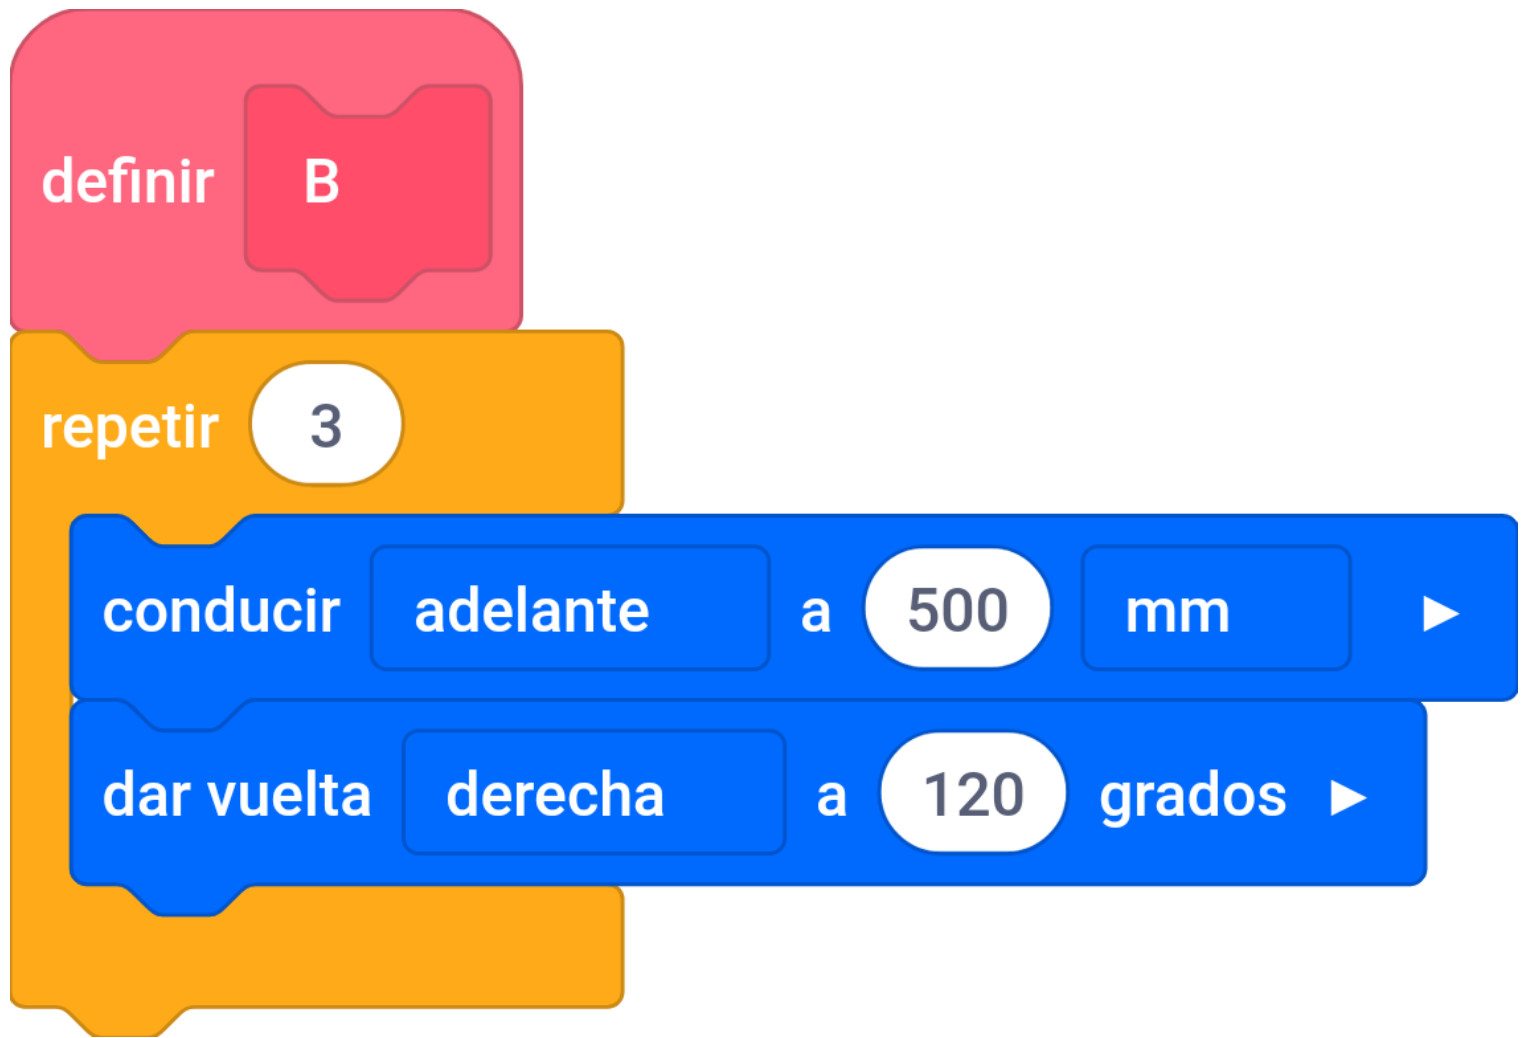 definir B
repetir 3
conducir adelante a 500 mm
dar vuelta derecha a 120 grados